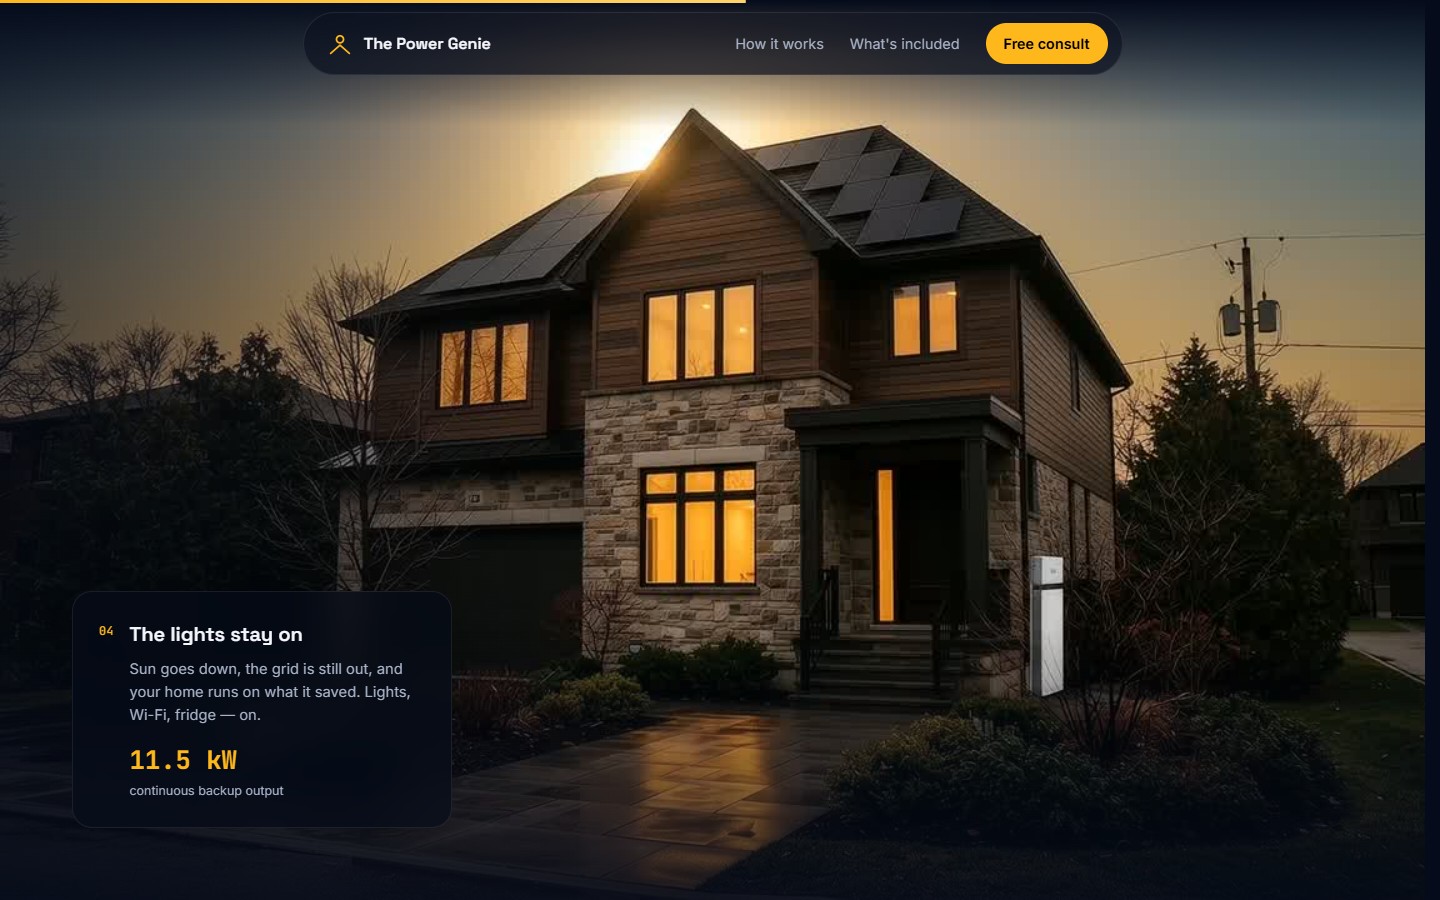 The Power Genie
How it works
What's included
Free consult
04
The lights stay on
Sun goes down, the grid is still out, and
your home runs on what it saved. Lights,
Wi-Fi, fridge — on.
11.5 kW
continuous backup output